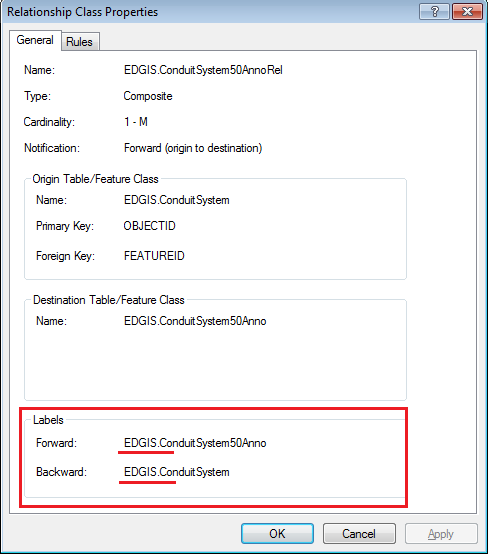 Relationship Class Properties
?
General Rules
Name: EDGIS.ConduitSystem50AnnoRel
Type: Composite
Cardinality: 1 - M
Notification: Forward (origin to destination)
Origin Table/Feature Class
Name: EDGIS.ConduitSystem
Primary Key: OBJECTID
Foreign Key: FEATUREID
Destination Table/Feature Class
Name: EDGIS.ConduitSystem50Anno
Labels
Forward: EDGIS.ConduitSystem50Anno
Backward: EDGIS.ConduitSystem
OK Cancel Apply